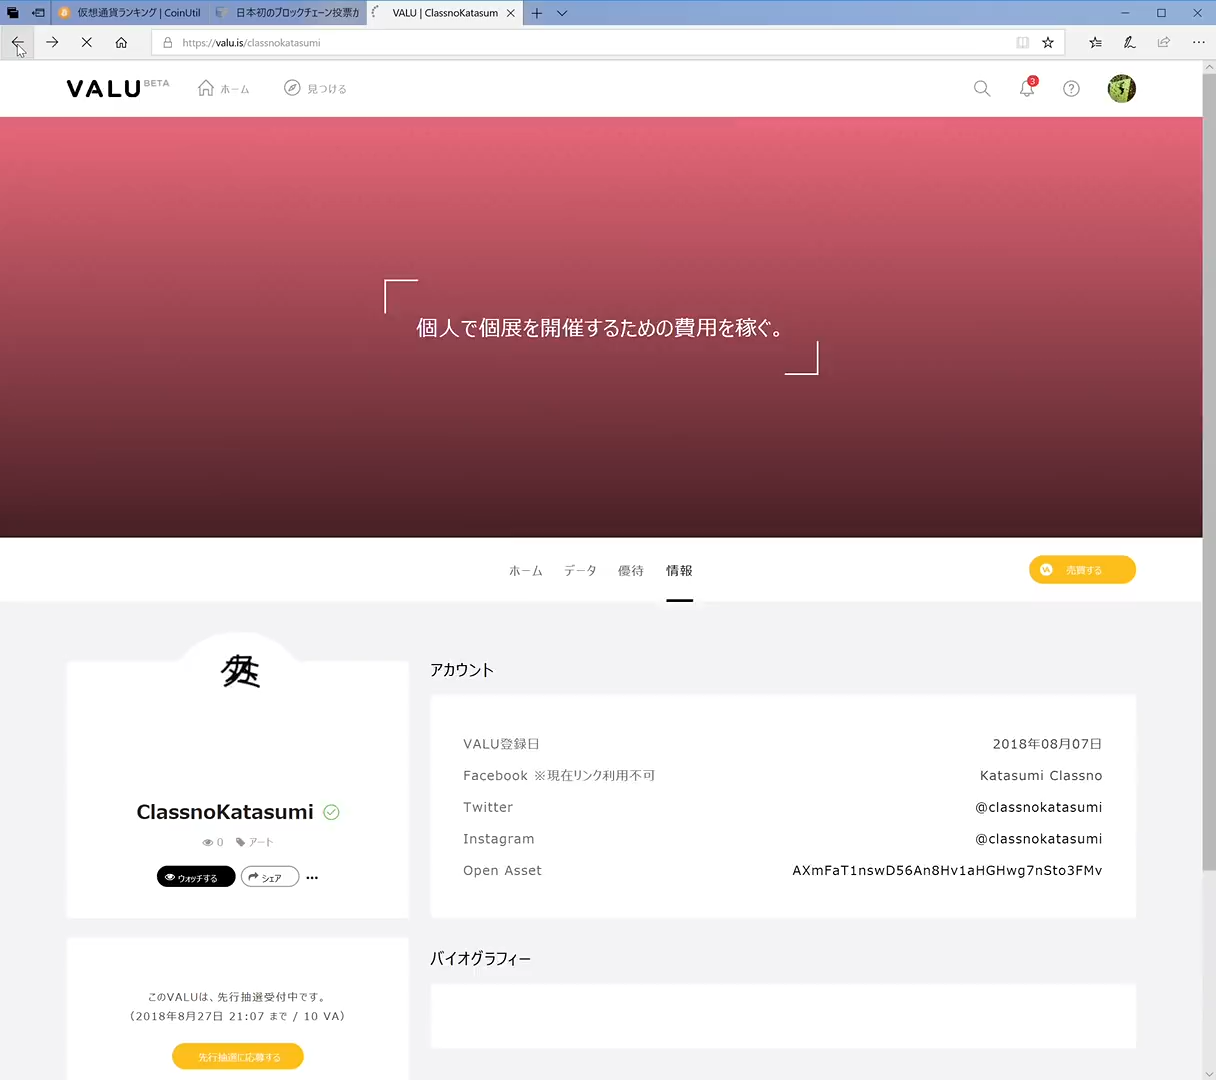 仮想通貨ランキング | CoinUtil
日本初のブロックチェーン投票が
VALU | ClassnoKatasum
https://valu.is/classnokatasumi
VALU BETA
ホーム
見つける
3
個人で個展を開催するための費用を稼ぐ。
ホーム データ 優待 情報
売買する
ClassnoKatasumi
0 アート
ウォッチする シェア
このVALUは、先行抽選受付中です。
(2018年8月27日 21:07 まで / 10 VA)
先行抽選に応募する
アカウント
VALU登録日 2018年08月07日
Facebook ※現在リンク利用不可 Katasumi Classno
Twitter @classnokatasumi
Instagram @classnokatasumi
Open Asset AXmFaT1nswD56An8Hv1aHGHwg7nSto3FMv
バイオグラフィー